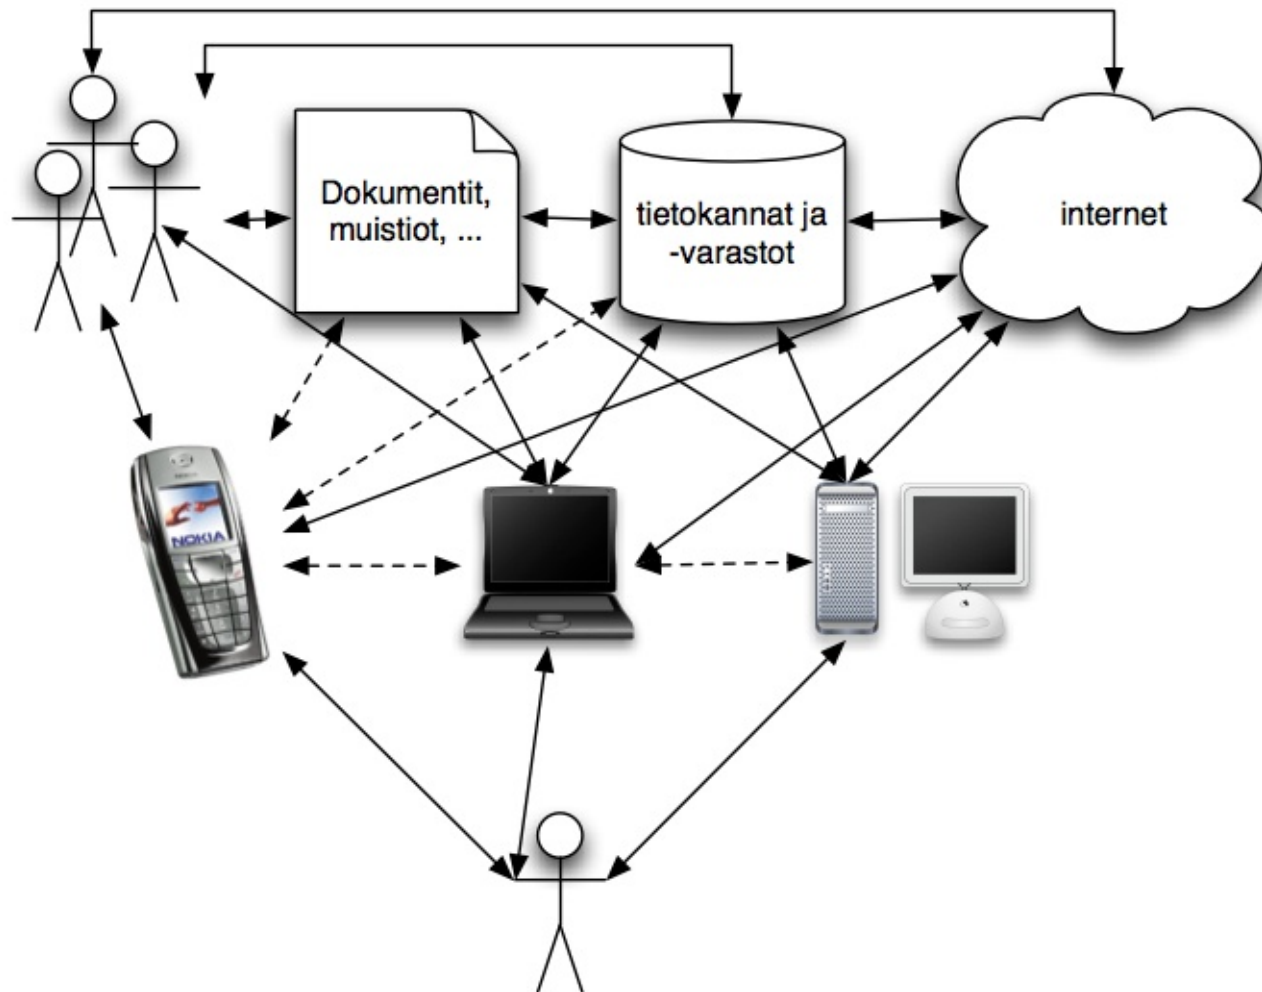 Dokumentit,
muistiot, ...
tietokannat ja
-varastot
internet
NOKIA